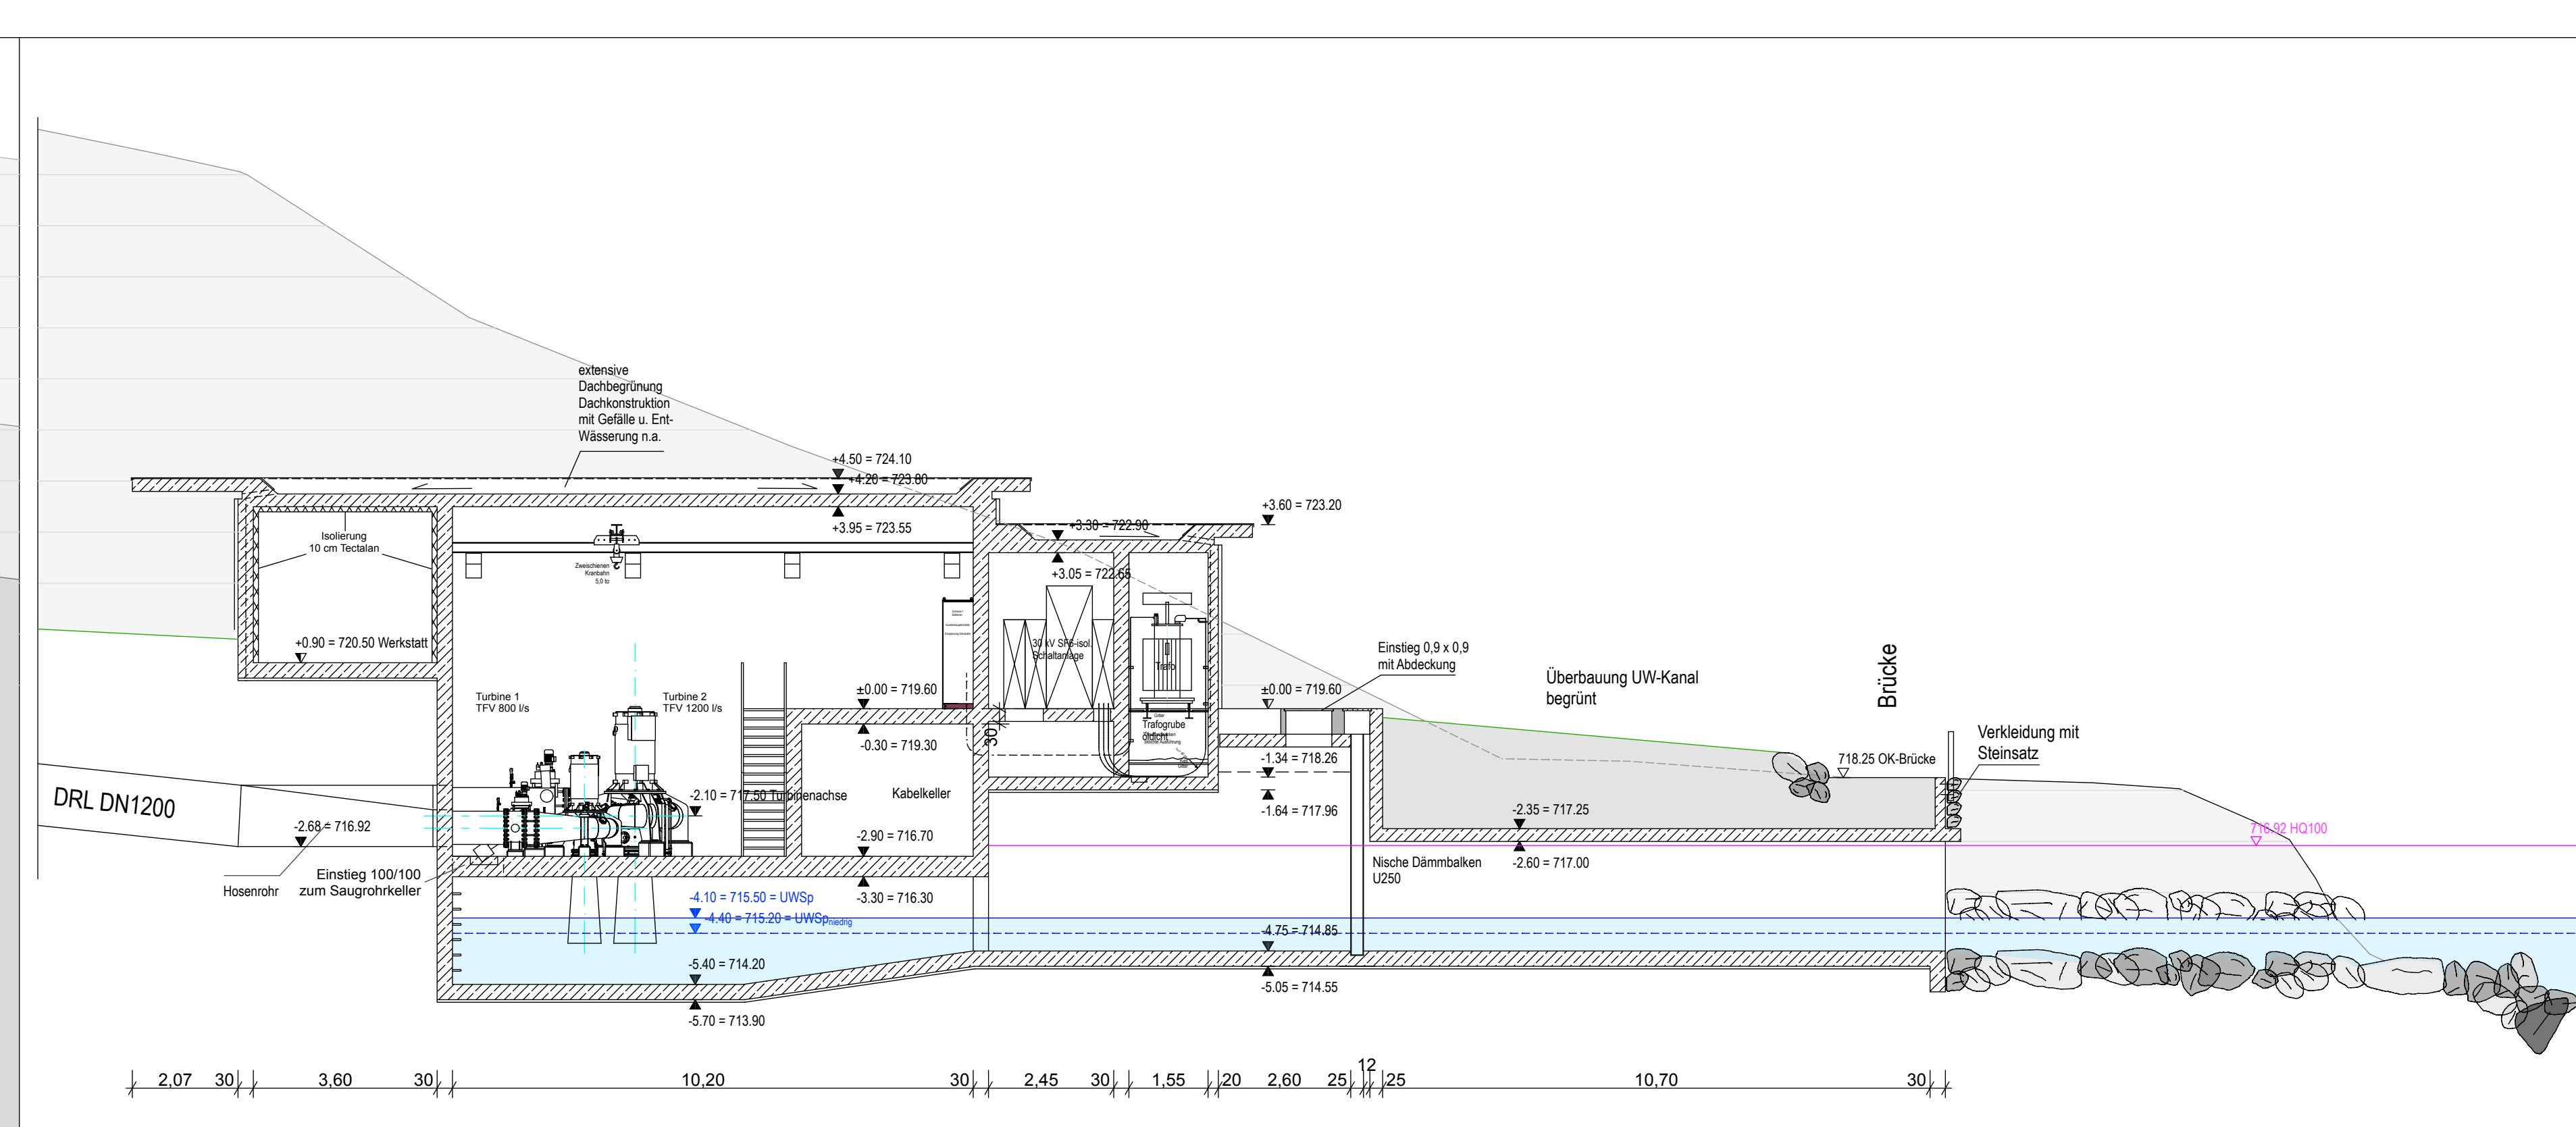 extensive
Dachbegrünung
Dachkonstruktion
mit Gefälle u. Ent-
Wässerung n.a.
+4.50 = 724.10
+4.20 = 723.80
+3.95 = 723.55
+3.60 = 723.20
+3.30 = 722.90
+3.05 = 722.65
Isolierung
10 cm Tectalan
Zweischienen
Kranbahn
5,0 to
+0.90 = 720.50 Werkstatt
30 kV SF6-isol.
Schaltanlage
Trafo
Gitter
Trafogrube
öldicht
Einstieg 0,9 x 0,9
mit Abdeckung
Überbauung UW-Kanal
begrünt
Brücke
Turbine 1
TFV 800 l/s
Turbine 2
TFV 1200 l/s
±0.00 = 719.60
±0.00 = 719.60
-0.30 = 719.30
30
Verkleidung mit
Steinsatz
718.25 OK-Brücke
-1.34 = 718.26
-1.64 = 717.96
DRL DN1200
-2.10 = 717.50 Turbinenachse
Kabelkeller
-2.68 = 716.92
-2.35 = 717.25
716.92 HQ100
-2.90 = 716.70
Nische Dämmbalken
U250
-2.60 = 717.00
Hosenrohr
Einstieg 100/100
zum Saugrohrkeller
-3.30 = 716.30
-4.10 = 715.50 = UWSp
-4.40 = 715.20 = UWSpniedrig
-4.75 = 714.85
-5.40 = 714.20
-5.05 = 714.55
-5.70 = 713.90
2,07 30 3,60 30 10,20 30 2,45 30 1,55 20 2,60 25 12 25 10,70 30